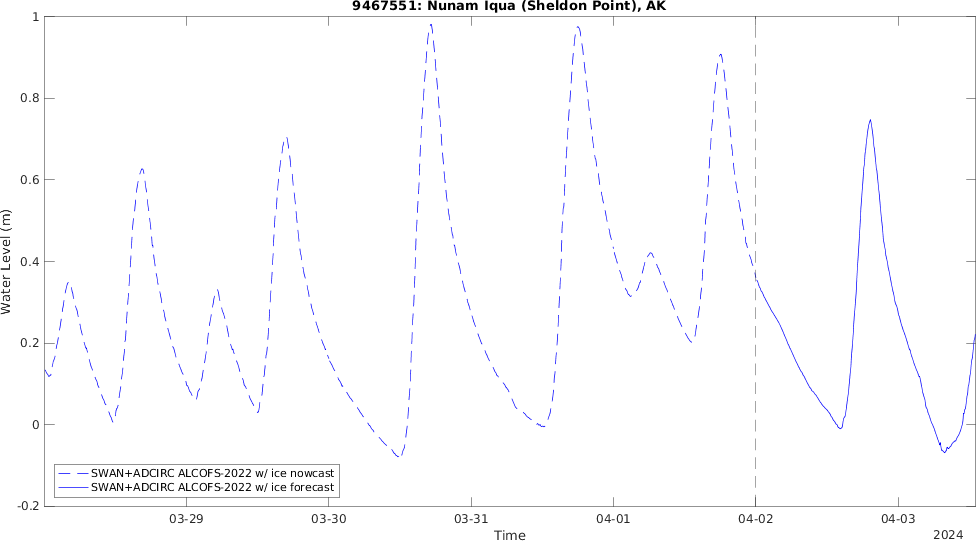 9467551: Nunam Iqua (Sheldon Point), AK
1
0.8
0.6
0.4
0.2
0
-0.2
Water Level (m)
SWAN+ADCIRC ALCOFS-2022 w/ ice nowcast
SWAN+ADCIRC ALCOFS-2022 w/ ice forecast
03-29 03-30 03-31 04-01 04-02 04-03
Time
2024